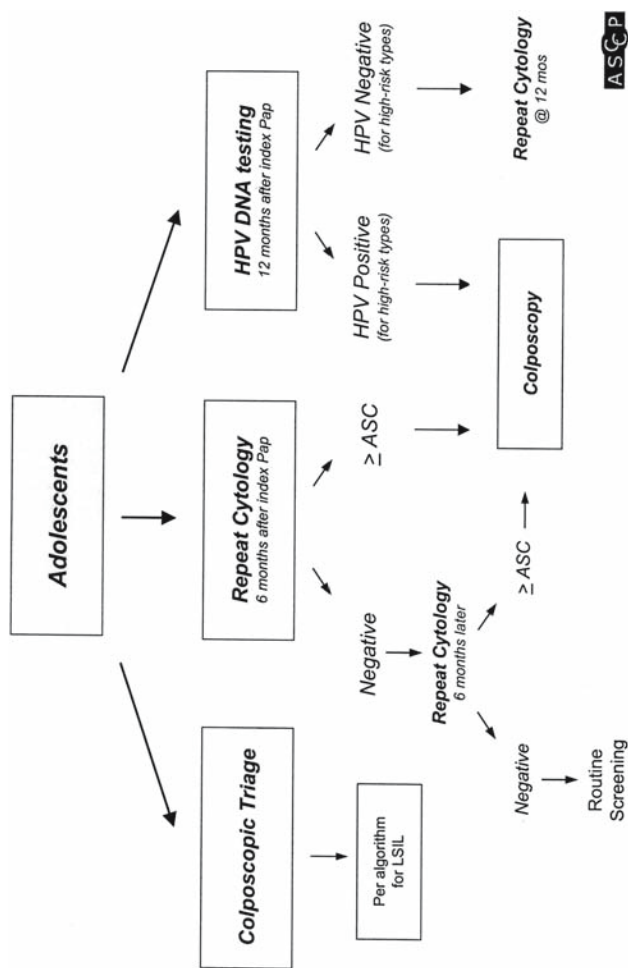 Adolescents
Colposcopic Triage
Repeat Cytology
6 months after index Pap
HPV DNA testing
12 months after index Pap
Per algorithm
for LSIL
Negative
≥ ASC
HPV Positive
(for high-risk types)
HPV Negative
(for high-risk types)
Repeat Cytology
6 months later
Negative
≥ ASC
Colposcopy
Repeat Cytology
@ 12 mos
Routine
Screening
ASCCP